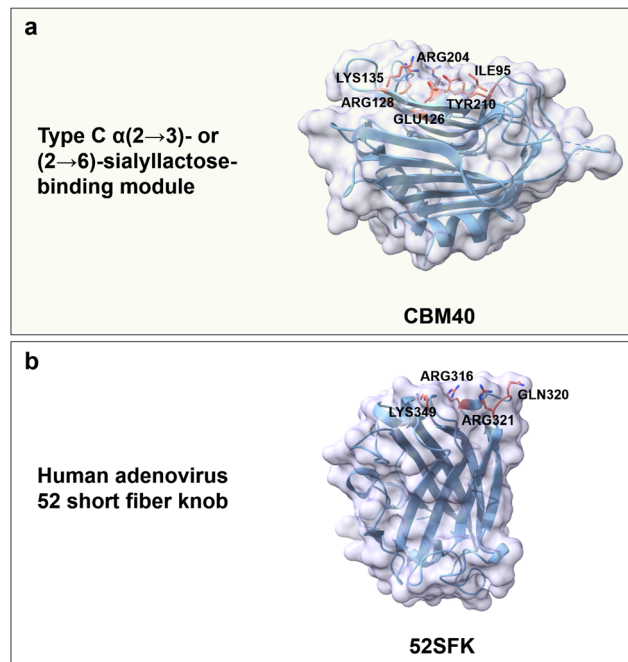 a
Type C α(2→3)- or
(2→6)-sialyllactose-
binding module
ARG204
LYS135
ILE95
ARG128
TYR210
GLU126
CBM40
b
Human adenovirus
52 short fiber knob
ARG316
GLN320
LYS349
ARG321
52SFK